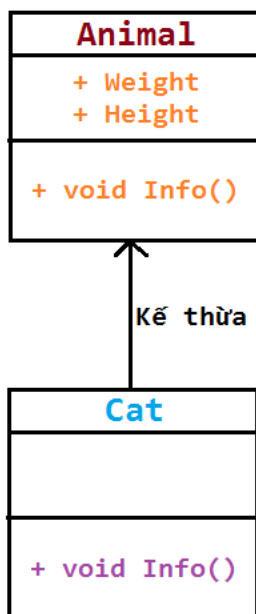 Animal
+ Weight
+ Height
+ void Info()
Kế thừa
Cat
+ void Info()